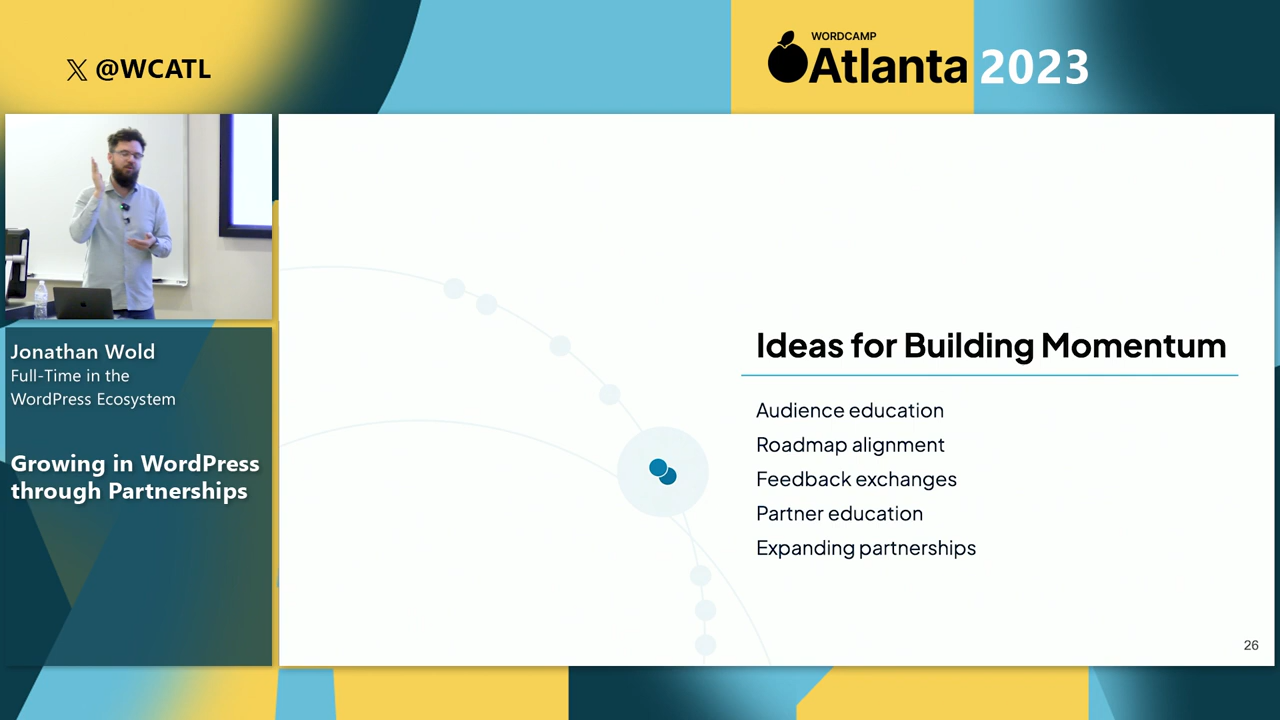 𝕏 @WCATL
WORDCAMP
Atlanta 2023
Jonathan Wold
Full-Time in the
WordPress Ecosystem
Growing in WordPress
through Partnerships
Ideas for Building Momentum
Audience education
Roadmap alignment
Feedback exchanges
Partner education
Expanding partnerships
26